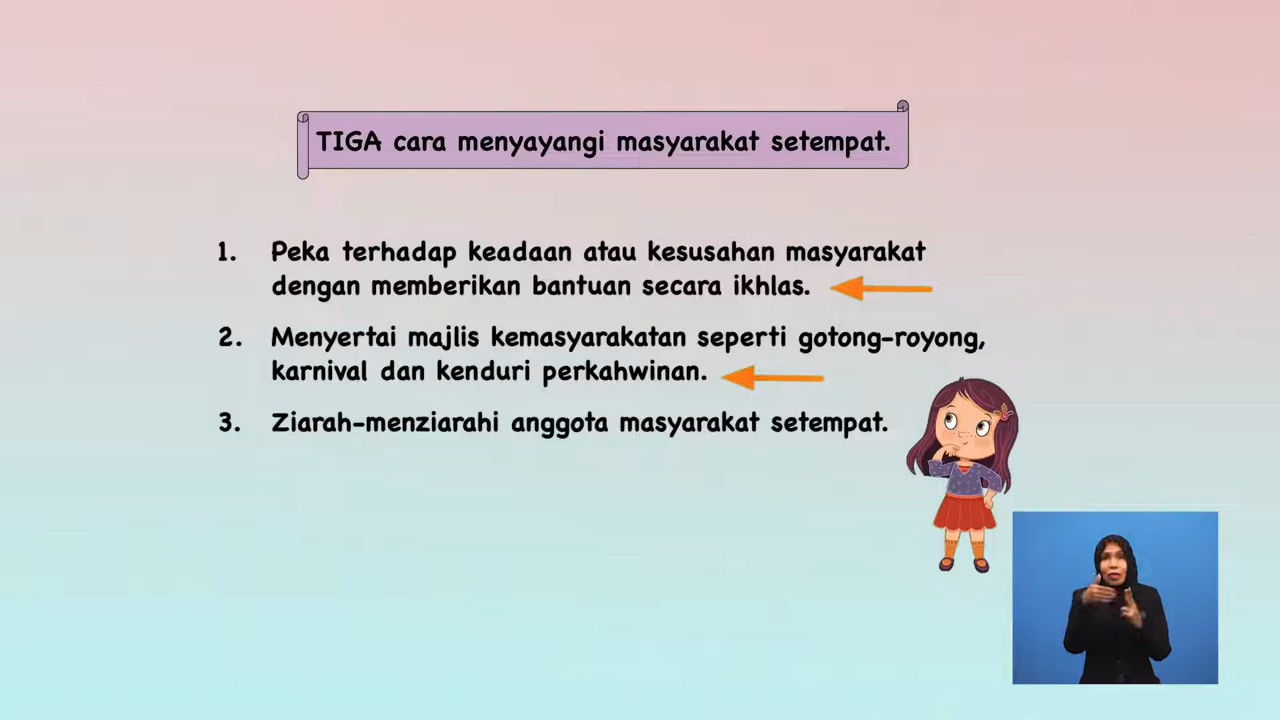 TIGA cara menyayangi masyarakat setempat.
1. Peka terhadap keadaan atau kesusahan masyarakat
dengan memberikan bantuan secara ikhlas.
2. Menyertai majlis kemasyarakatan seperti gotong-royong,
karnival dan kenduri perkahwinan.
3. Ziarah-menziarahi anggota masyarakat setempat.